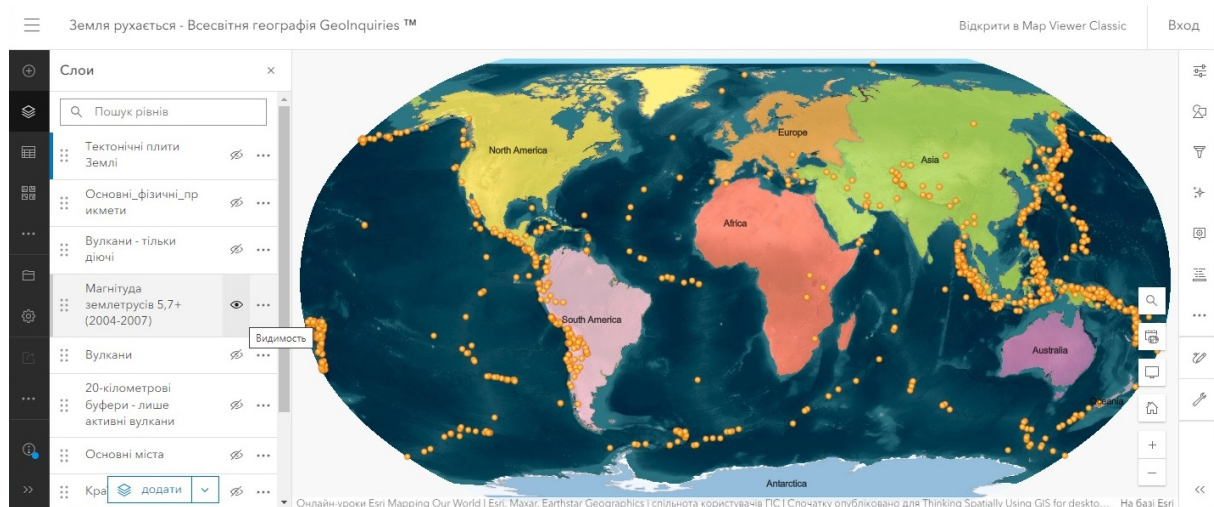 Земля рухається - Всесвітня географія GeoInquiries ™
Відкрити в Map Viewer Classic
Вход
Слои
Пошук рівнів
Тектонічні плити
Землі
Основні_фізичні_пр
икмети
Вулкани - тільки
діючі
Магнітуда
землетрусів 5,7+
(2004-2007)
Видимость
Вулкани
20-кілометрові
буфери - лише
активні вулкани
Основні міста
Кра
додати
North America
Europe
Asia
Africa
South America
Australia
Oceania
Antarctica
Онлайн-уроки Esri Mapping Our World | Esri, Maxar, Earthstar Geographics і спільнота користувачів ГІС | Спочатку опубліковано для Thinking Spatially Using GIS for deskto...
На базі Esri